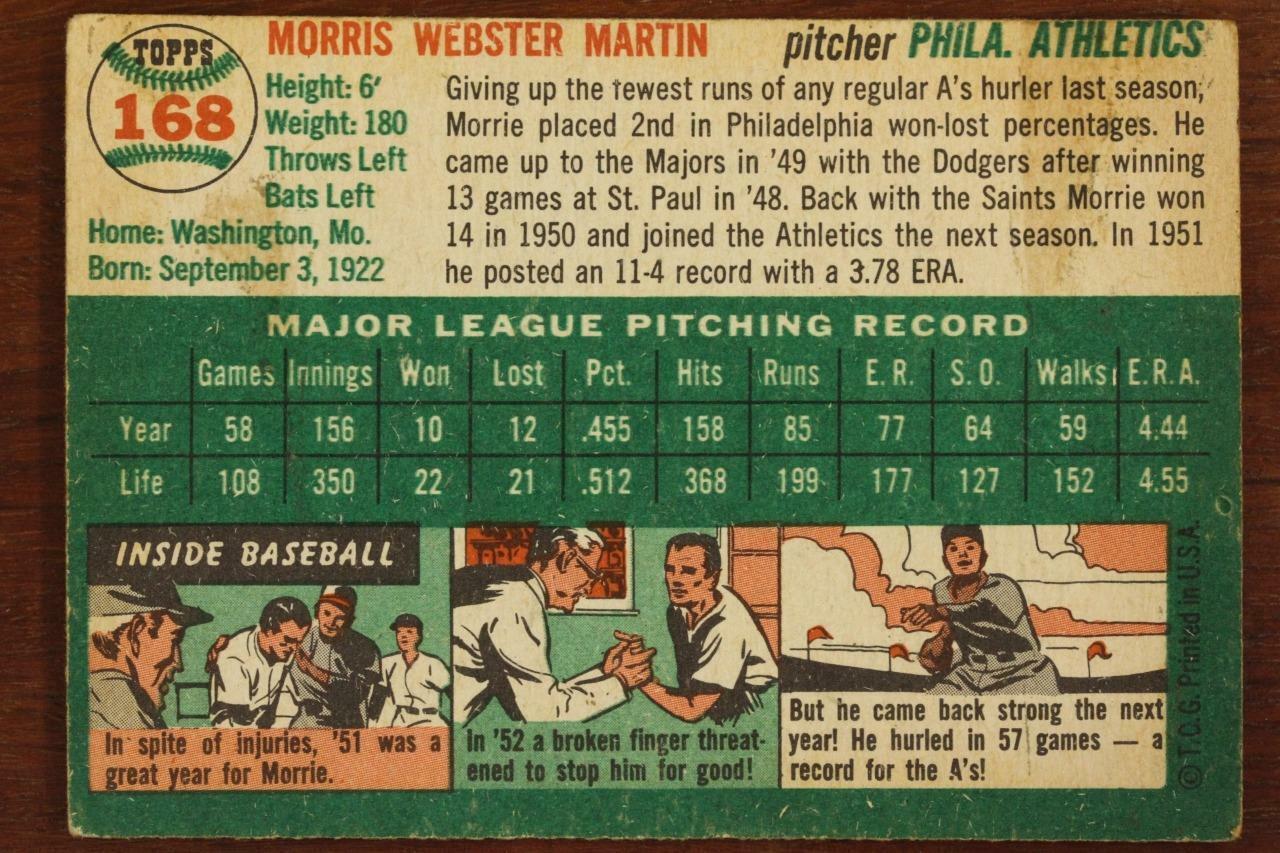 TOPPS
168
MORRIS WEBSTER MARTIN pitcher PHILA. ATHLETICS
Height: 6'
Weight: 180
Throws Left
Bats Left
Home: Washington, Mo.
Born: September 3, 1922
Giving up the fewest runs of any regular A's hurler last season,
Morrie placed 2nd in Philadelphia won-lost percentages. He
came up to the Majors in '49 with the Dodgers after winning
13 games at St. Paul in '48. Back with the Saints Morrie won
14 in 1950 and joined the Athletics the next season. In 1951
he posted an 11-4 record with a 3.78 ERA.
MAJOR LEAGUE PITCHING RECORD
Games Innings Won Lost Pct. Hits Runs E. R. S. O. Walks E. R. A.
Year 58 156 10 12 .455 158 85 77 64 59 4.44
Life 108 350 22 21 .512 368 199 177 127 152 4.55
INSIDE BASEBALL
In spite of injuries, '51 was a
great year for Morrie.
In '52 a broken finger threat-
ened to stop him for good!
But he came back strong the next
year! He hurled in 57 games — a
record for the A's!
© T.C.G. Printed in U.S.A.